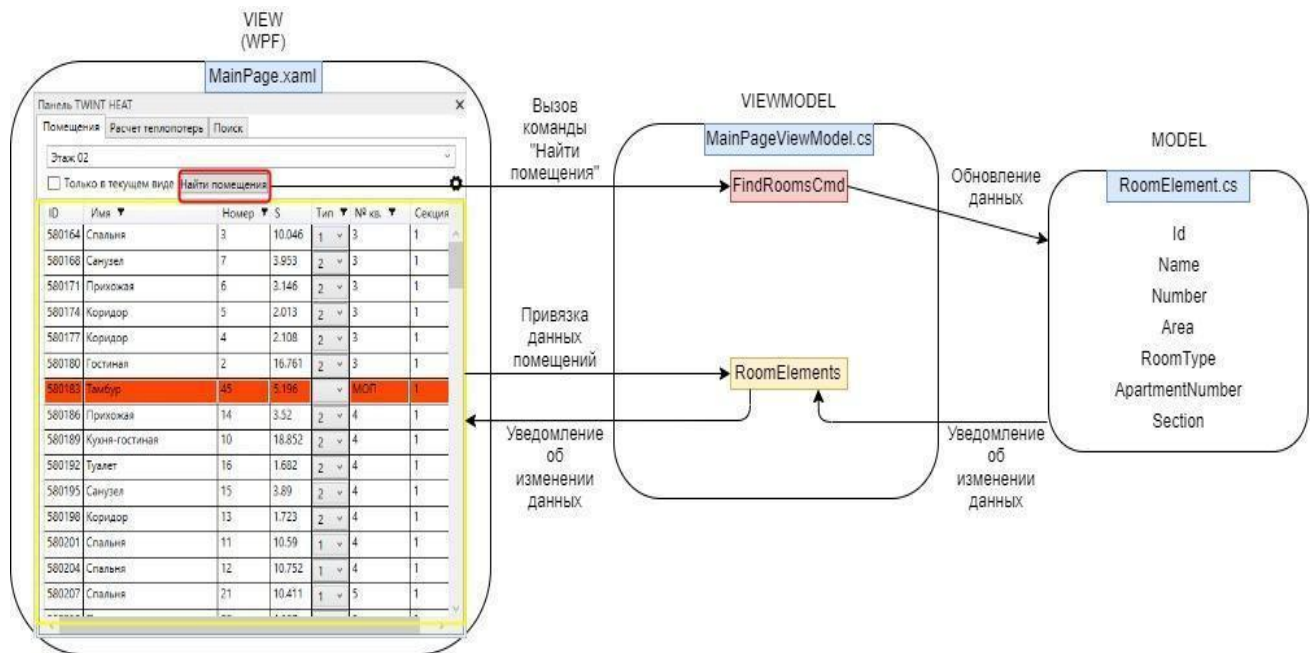 VIEW
(WPF)
MainPage.xaml
Панель TWINT HEAT
Помещения Расчет теплопотерь Поиск
Этаж 02
Только в текущем виде Найти помещения
ID Имя Номер S Тип № кв. Секция
580164 Спальня 3 10.046 1 3 1
580168 Санузел 7 3.953 2 3 1
580171 Прихожая 6 3.146 2 3 1
580174 Коридор 5 2.013 2 3 1
580177 Коридор 4 2.108 2 3 1
580180 Гостиная 2 16.761 2 3 1
580183 Тамбур 45 5.196 МОП 1
580186 Прихожая 14 3.52 2 4 1
580189 Кухня-гостиная 10 18.852 2 4 1
580192 Туалет 16 1.682 2 4 1
580195 Санузел 15 3.89 2 4 1
580198 Коридор 13 1.723 2 4 1
580201 Спальня 11 10.59 1 4 1
580204 Спальня 12 10.752 1 4 1
580207 Спальня 21 10.411 1 5 1
Вызов
команды
"Найти
помещения"
Привязка
данных
помещений
Уведомление
об
изменении
данных
VIEWMODEL
MainPageViewModel.cs
FindRoomsCmd
RoomElements
Обновление
данных
Уведомление
об
изменении
данных
MODEL
RoomElement.cs
Id
Name
Number
Area
RoomType
ApartmentNumber
Section